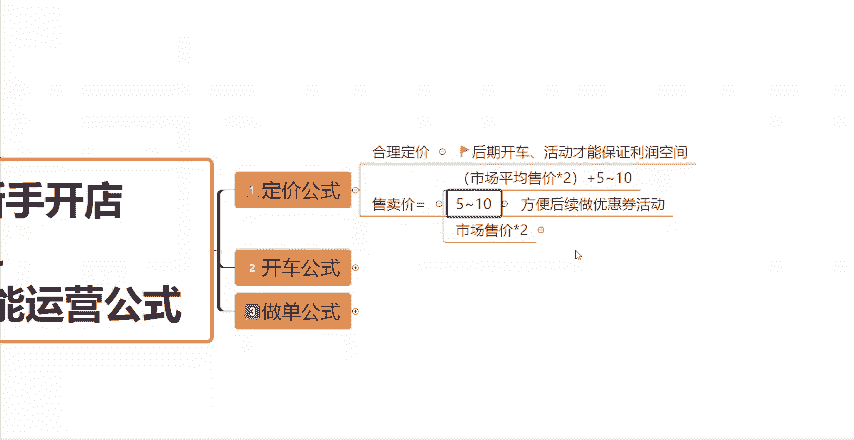 手开店
能运营公式
1 定价公式
合理定价
后期开车、活动才能保证利润空间
售卖价=
（市场平均售价*2）+5~10
5~10
方便后续做优惠券活动
市场售价*2
2 开车公式
3 做单公式